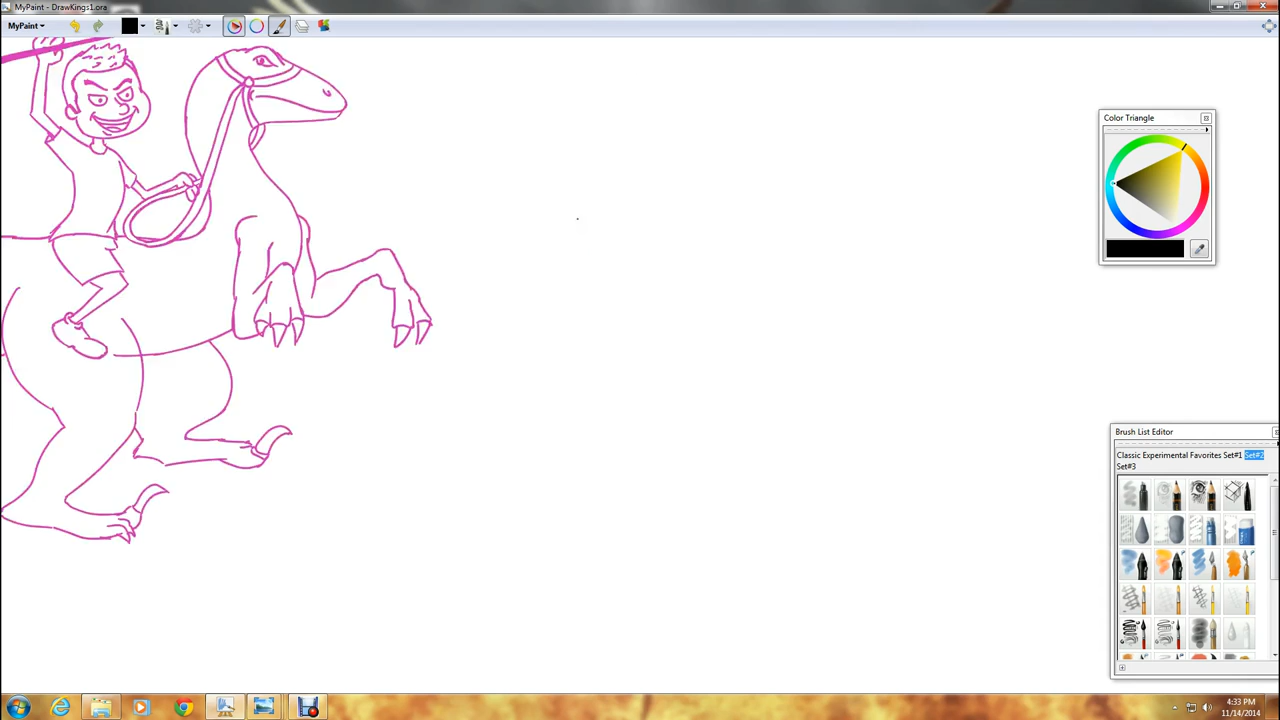 MyPaint - DrawKings1.ora
MyPaint
Color Triangle
Brush List Editor
Classic Experimental Favorites Set#1 Set#2
Set#3
4:33 PM
11/14/2014